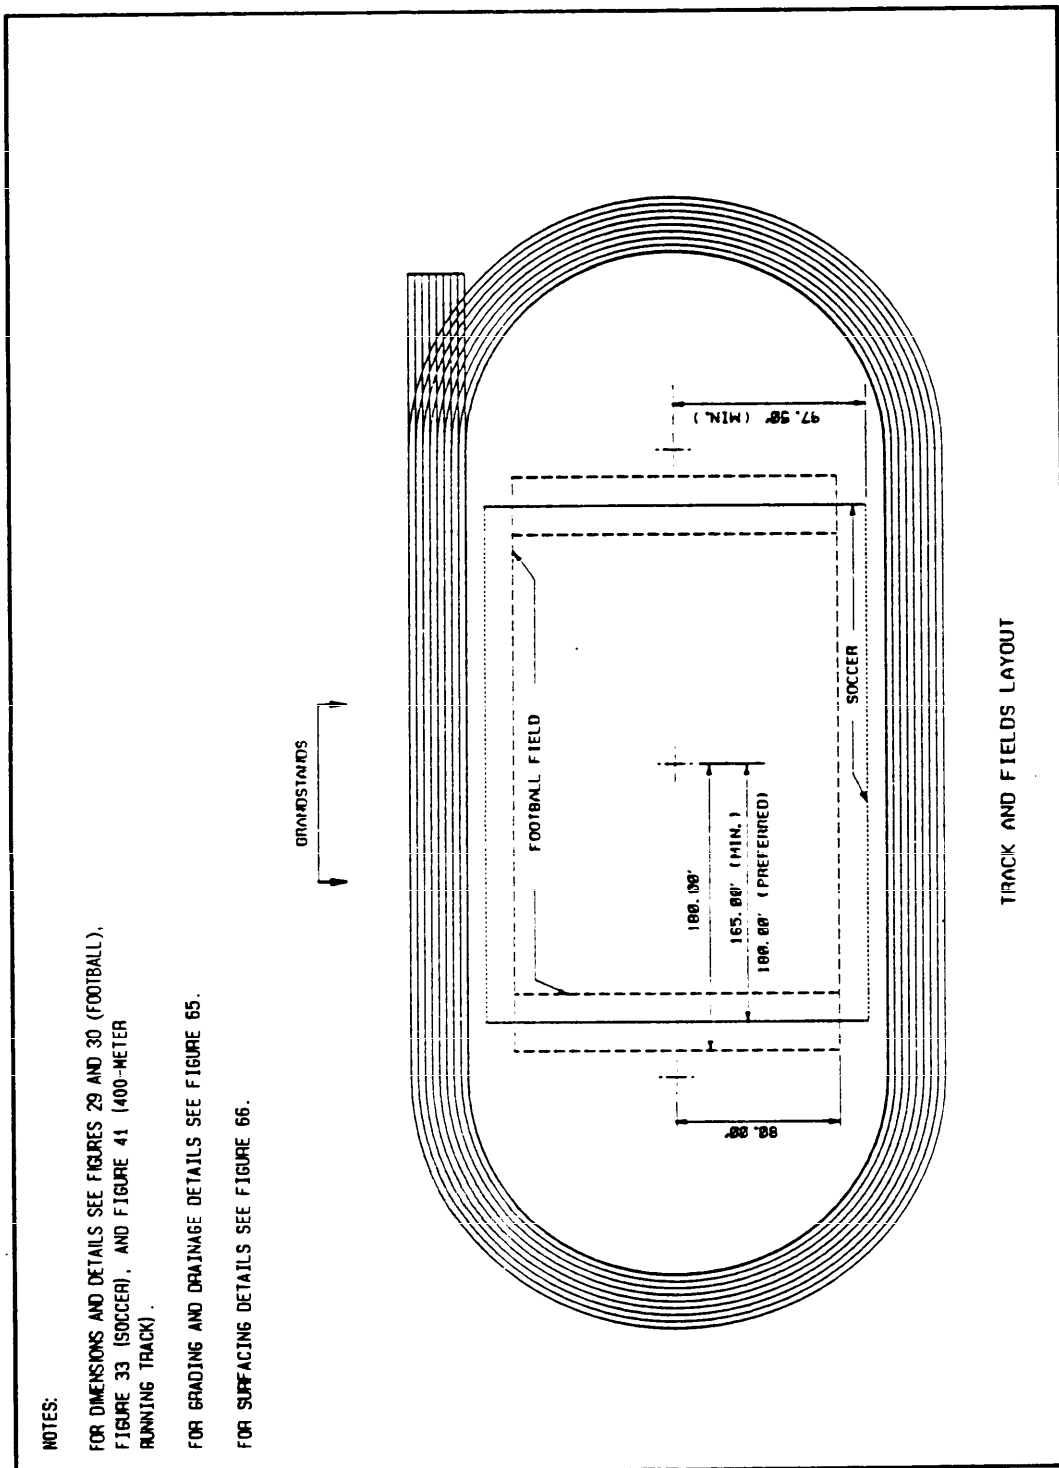 NOTES:
FOR DIMENSIONS AND DETAILS SEE FIGURES 29 AND 30 (FOOTBALL),
FIGURE 33 (SOCCER), AND FIGURE 41 (400-METER
RUNNING TRACK).
FOR GRADING AND DRAINAGE DETAILS SEE FIGURE 65.
FOR SURFACING DETAILS SEE FIGURE 66.
GRANDSTANDS
FOOTBALL FIELD
180.00'
165.00' (MIN.)
180.00' (PREFERRED)
80.00'
97.50' (MIN.)
SOCCER
TRACK AND FIELDS LAYOUT